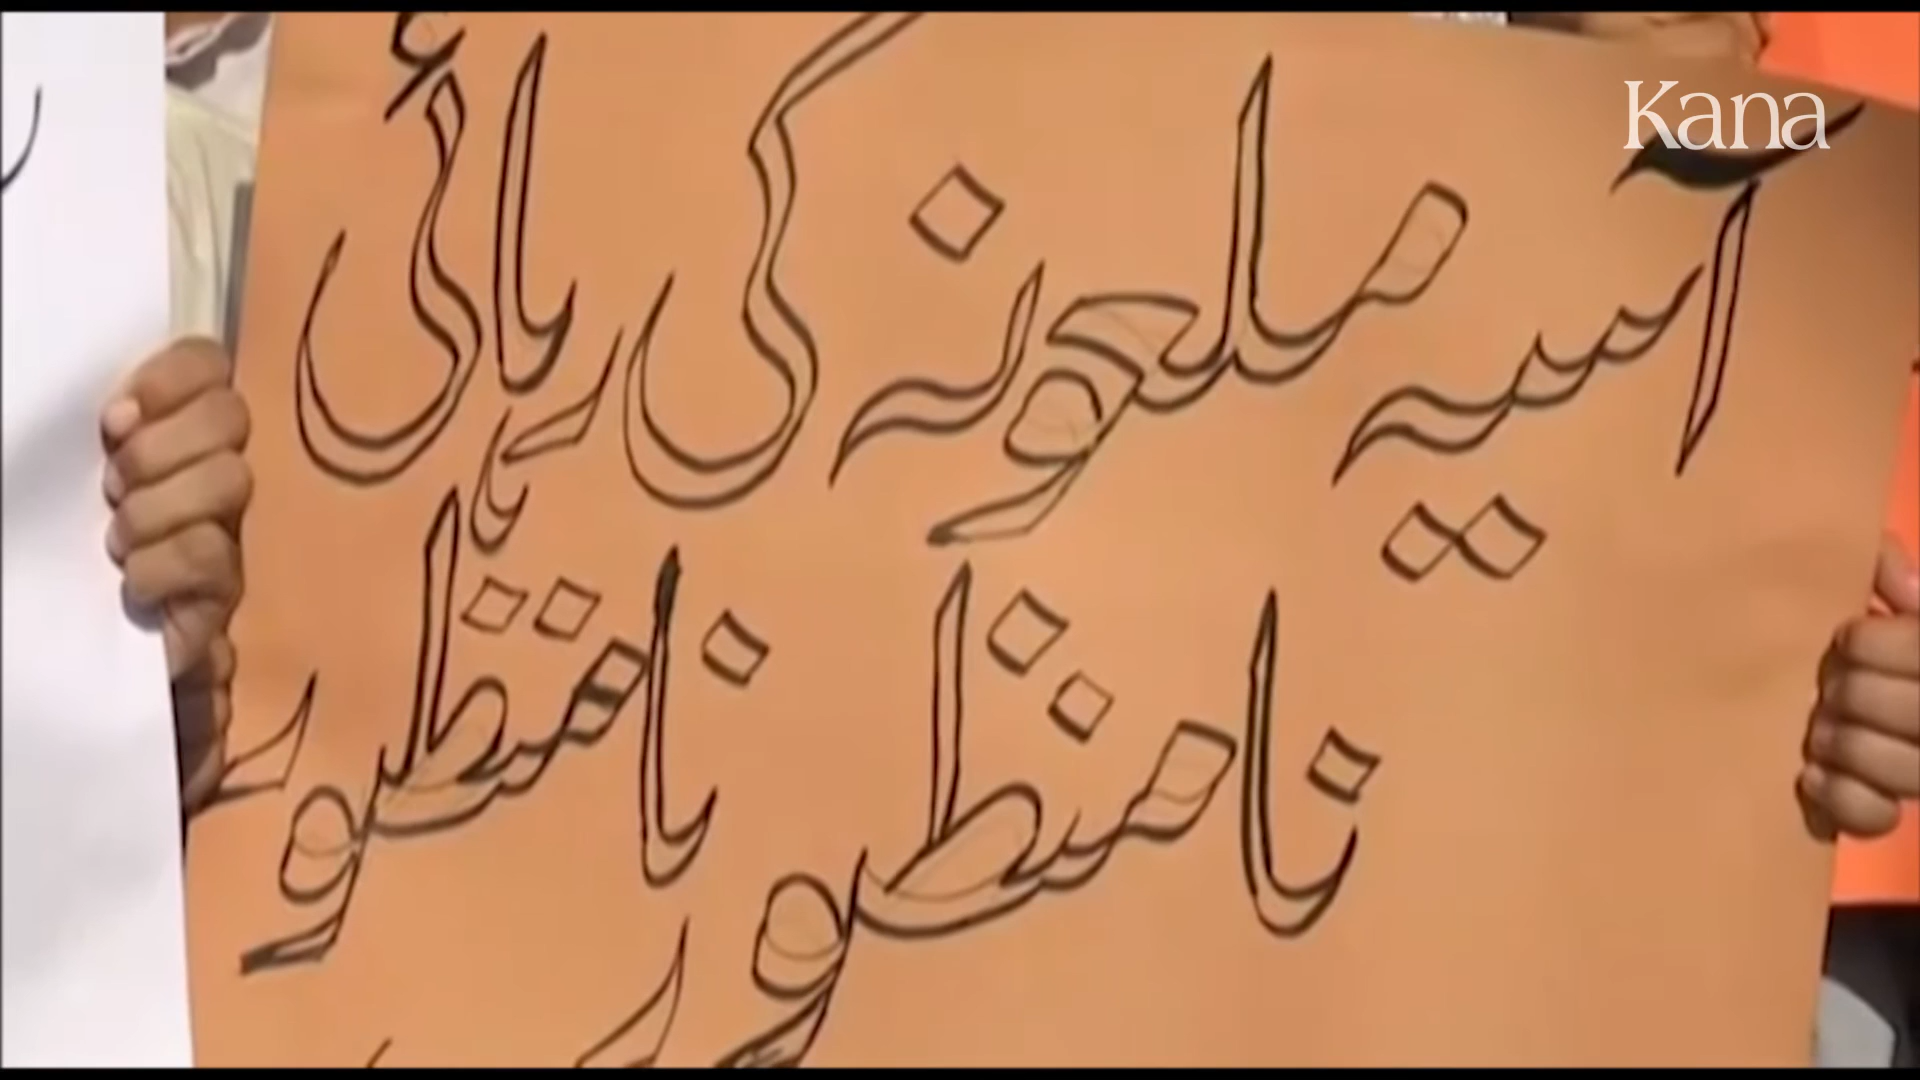 Kana
آسیہ ملعونہ کی رہائی
نامنظور نامنظور